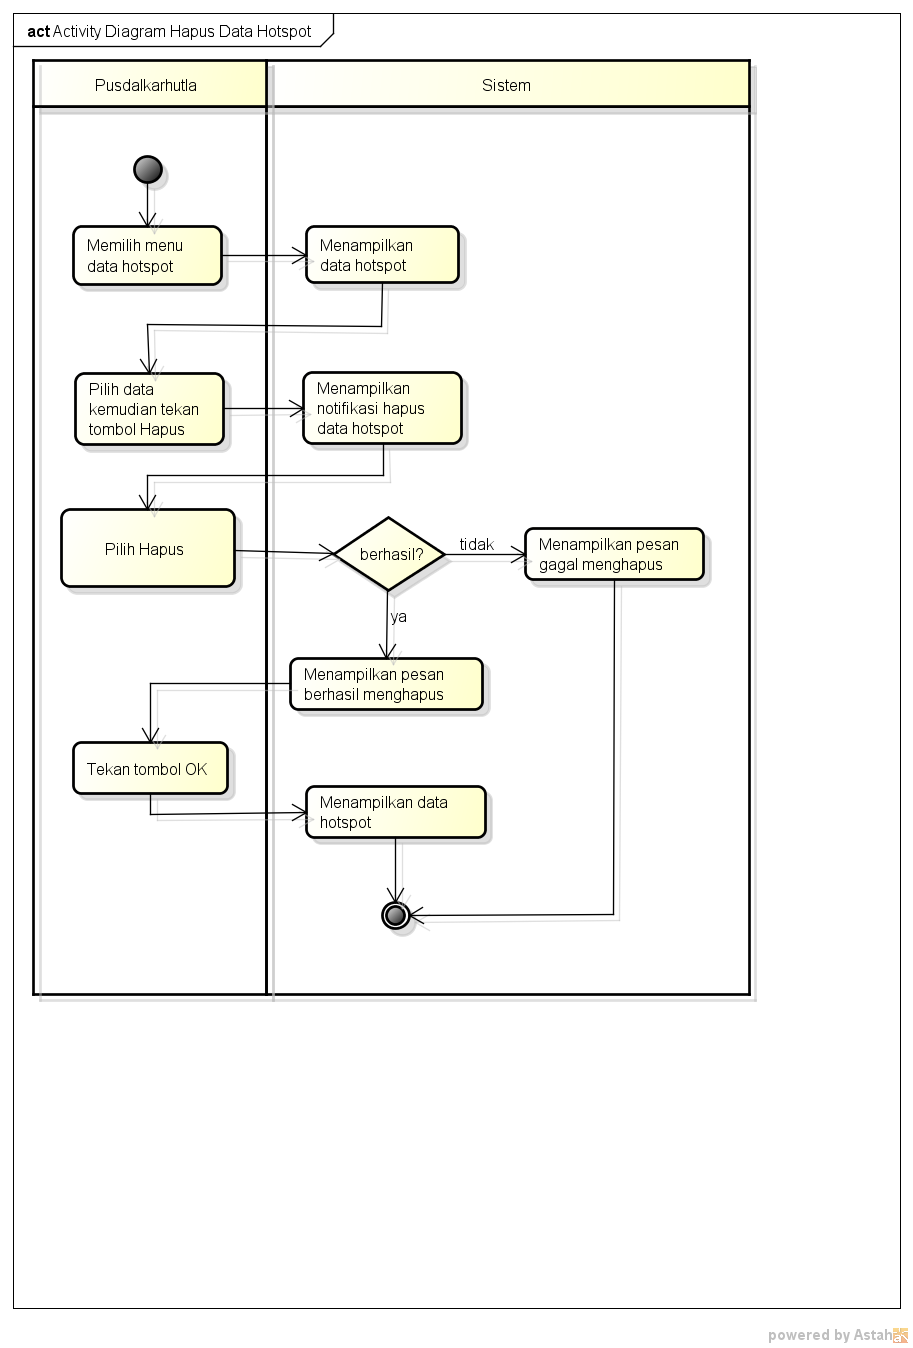 act Activity Diagram Hapus Data Hotspot
Pusdalkarhutla
Sistem
Memilih menu
data hotspot
Menampilkan
data hotspot
Pilih data
kemudian tekan
tombol Hapus
Menampilkan
notifikasi hapus
data hotspot
Pilih Hapus
berhasil?
tidak
Menampilkan pesan
gagal menghapus
ya
Menampilkan pesan
berhasil menghapus
Tekan tombol OK
Menampilkan data
hotspot
powered by Astah